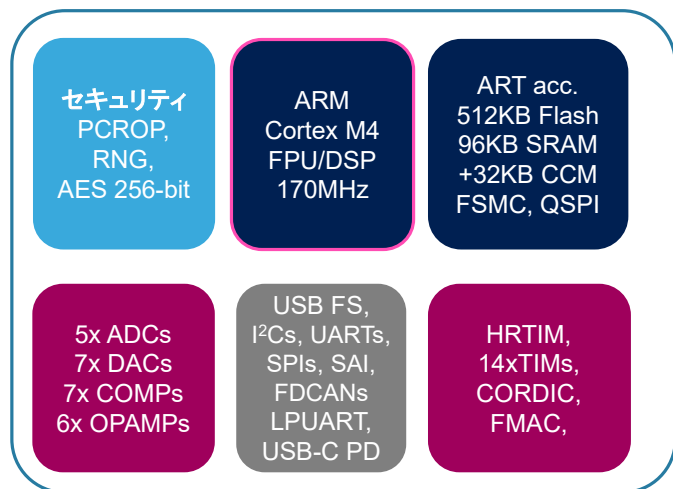 セキュリティ
PCROP,
RNG,
AES 256-bit
ARM
Cortex M4
FPU/DSP
170MHz
ART acc.
512KB Flash
96KB SRAM
+32KB CCM
FSMC, QSPI
5x ADCs
7x DACs
7x COMPs
6x OPAMPs
USB FS,
I²Cs, UARTs,
SPIs, SAI,
FDCANs
LPUART,
USB-C PD
HRTIM,
14xTIMs,
CORDIC,
FMAC,